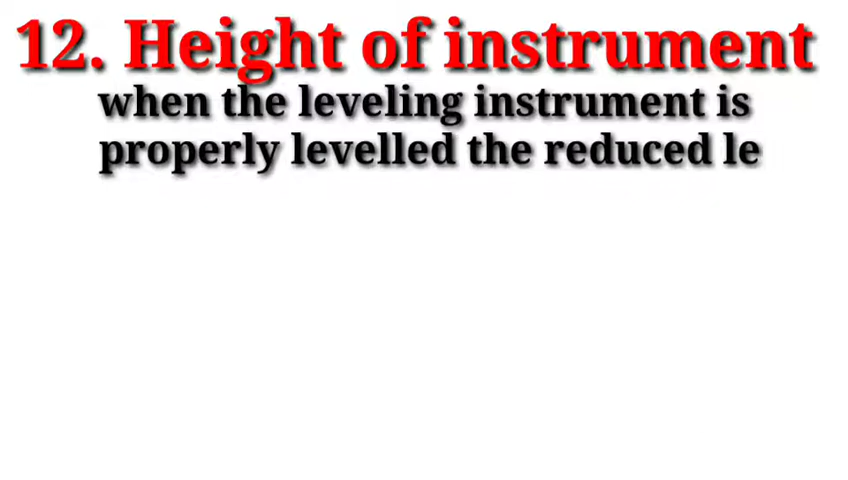 12. Height of instrument
when the leveling instrument is
properly levelled the reduced le